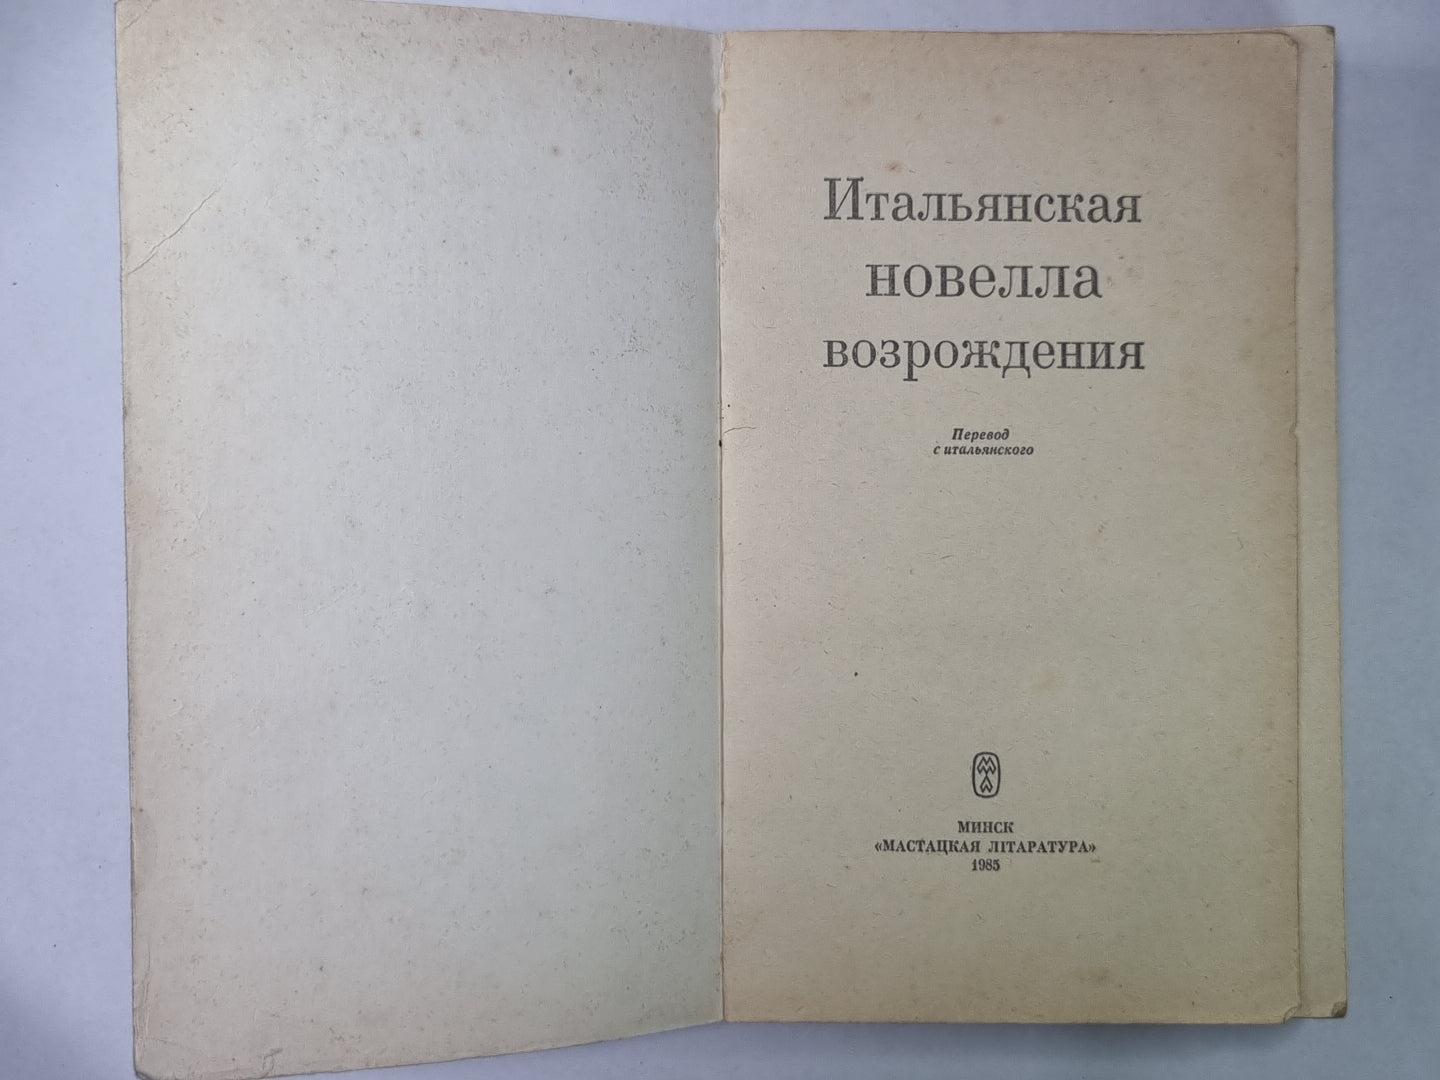 Итальянская
новелла
возрождения
Перевод
с итальянского
МИНСК
«МАСТАЦКАЯ ЛІТАРАТУРА»
1985